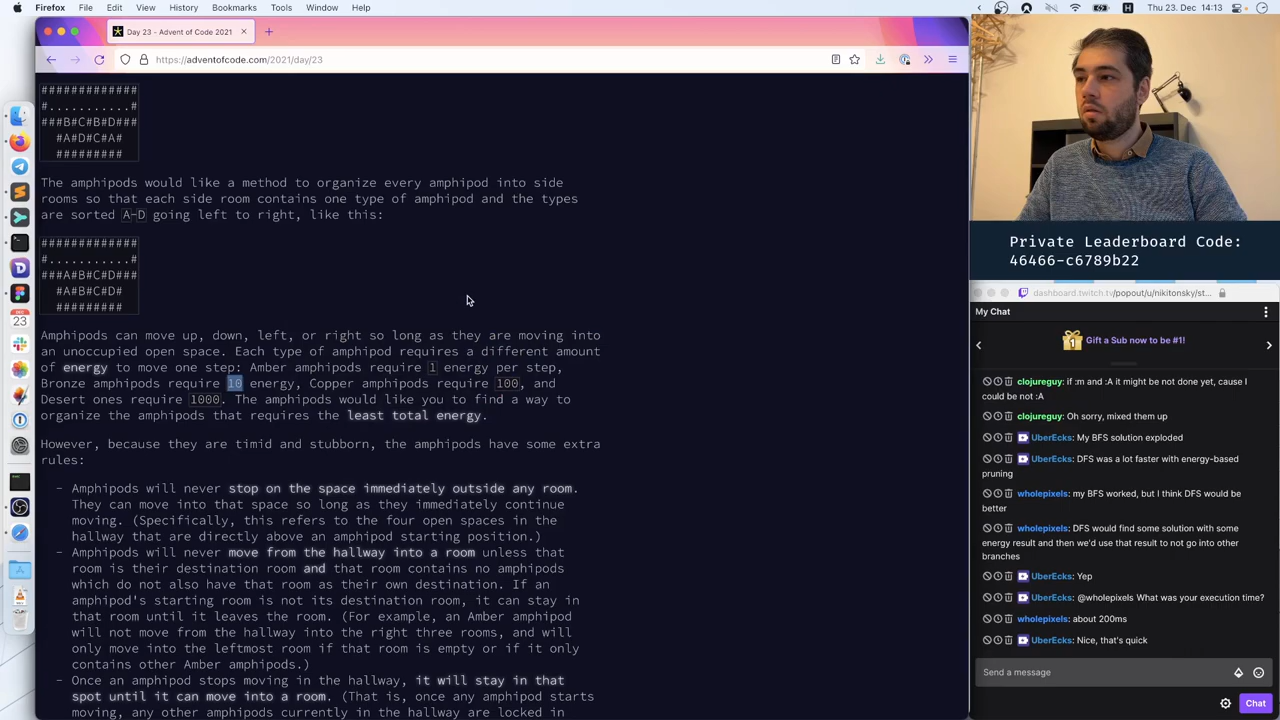 Firefox File Edit View History Bookmarks Tools Window Help
Thu 23. Dec 14:13
Day 23 - Advent of Code 2021
https://adventofcode.com/2021/day/23
#############
#...........#
###B#C#B#D###
#A#D#C#A#
#########
The amphipods would like a method to organize every amphipod into side
rooms so that each side room contains one type of amphipod and the types
are sorted A-D going left to right, like this:
#############
#...........#
###A#B#C#D###
#A#B#C#D#
#########
Amphipods can move up, down, left, or right so long as they are moving into
an unoccupied open space. Each type of amphipod requires a different amount
of energy to move one step: Amber amphipods require 1 energy per step,
Bronze amphipods require 10 energy, Copper amphipods require 100, and
Desert ones require 1000. The amphipods would like you to find a way to
organize the amphipods that requires the least total energy.
However, because they are timid and stubborn, the amphipods have some extra
rules:
- Amphipods will never stop on the space immediately outside any room.
They can move into that space so long as they immediately continue
moving. (Specifically, this refers to the four open spaces in the
hallway that are directly above an amphipod starting position.)
- Amphipods will never move from the hallway into a room unless that
room is their destination room and that room contains no amphipods
which do not also have that room as their own destination. If an
amphipod's starting room is not its destination room, it can stay in
that room until it leaves the room. (For example, an Amber amphipod
will not move from the hallway into the right three rooms, and will
only move into the leftmost room if that room is empty or if it only
contains other Amber amphipods.)
- Once an amphipod stops moving in the hallway, it will stay in that
spot until it can move into a room. (That is, once any amphipod starts
moving, any other amphipods currently in the hallway are locked in
Private Leaderboard Code:
46466-c6789b22
dashboard.twitch.tv/popout/u/nikitonsky/st...
My Chat
1
Gift a Sub now to be #1!
clojureguy: if :m and :A it might be not done yet, cause I
could be not :A
clojureguy: Oh sorry, mixed them up
UberEcks: My BFS solution exploded
UberEcks: DFS was a lot faster with energy-based
pruning
wholepixels: my BFS worked, but I think DFS would be
better
wholepixels: DFS would find some solution with some
energy result and then we'd use that result to not go into other
branches
UberEcks: Yep
UberEcks: @wholepixels What was your execution time?
wholepixels: about 200ms
UberEcks: Nice, that's quick
Send a message
Chat
DEC
23